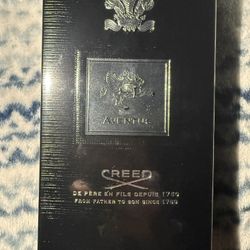 AVENTUS
CREED
DE PÈRE EN FILS DEPUIS 1760
FROM FATHER TO SON SINCE 1760